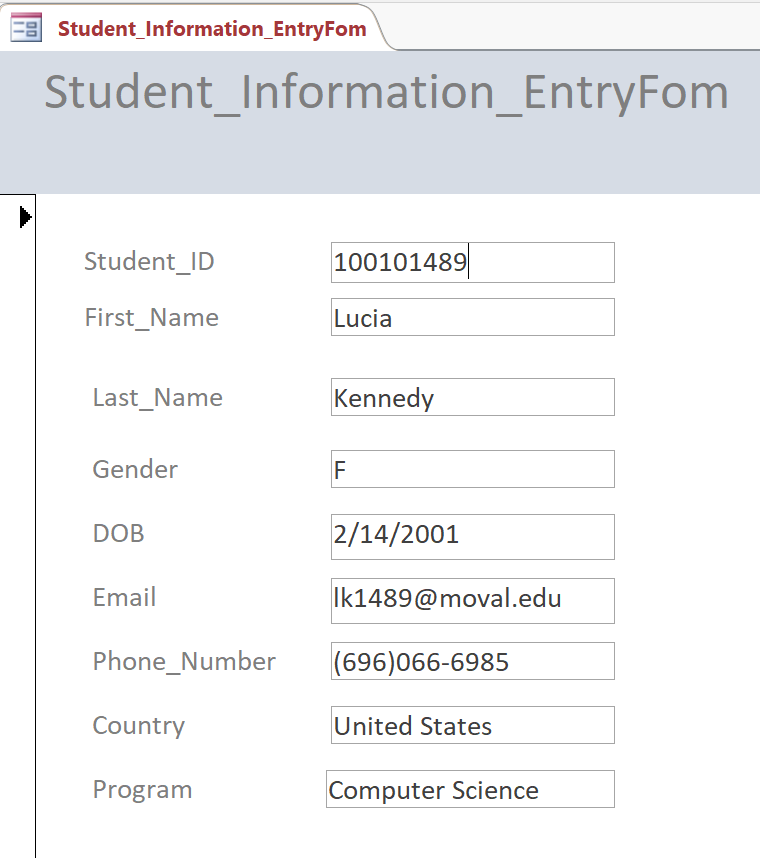 Student_Information_EntryFom
Student_Information_EntryFom
Student_ID 100101489
First_Name Lucia
Last_Name Kennedy
Gender F
DOB 2/14/2001
Email lk1489@moval.edu
Phone_Number (696)066-6985
Country United States
Program Computer Science